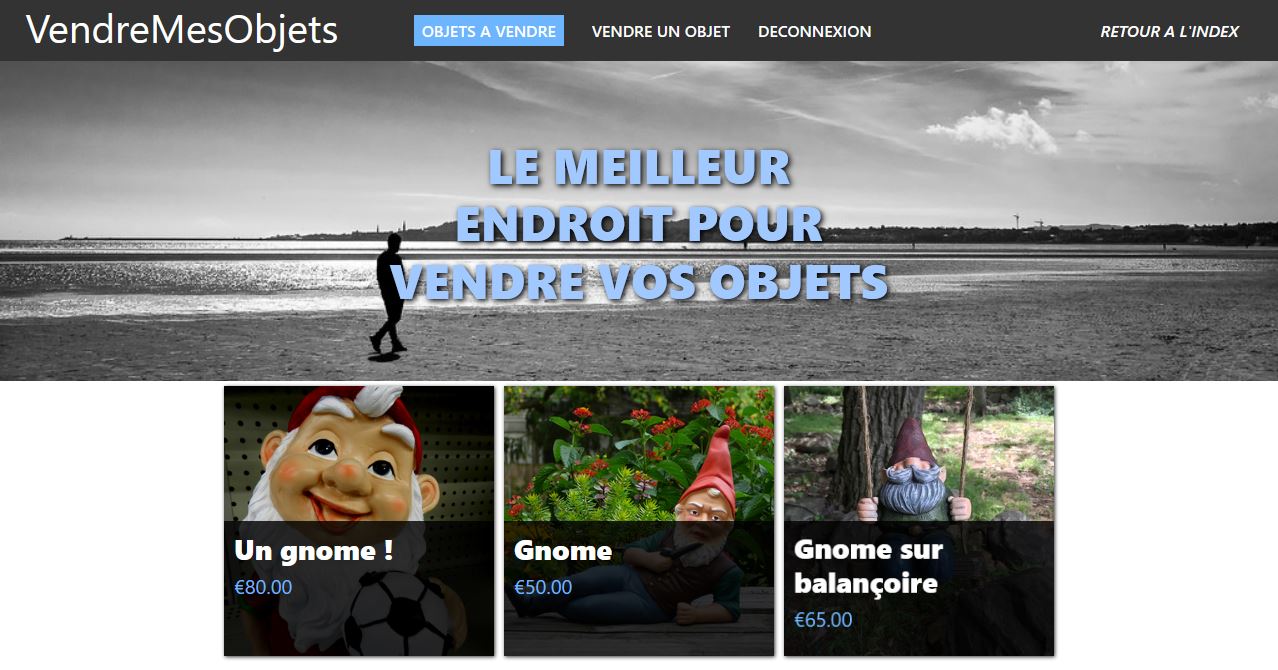 VendreMesObjets
OBJETS A VENDRE
VENDRE UN OBJET
DECONNEXION
RETOUR A L'INDEX
LE MEILLEUR
ENDROIT POUR
VENDRE VOS OBJETS
Un gnome !
€80.00
Gnome
€50.00
Gnome sur
balançoire
€65.00